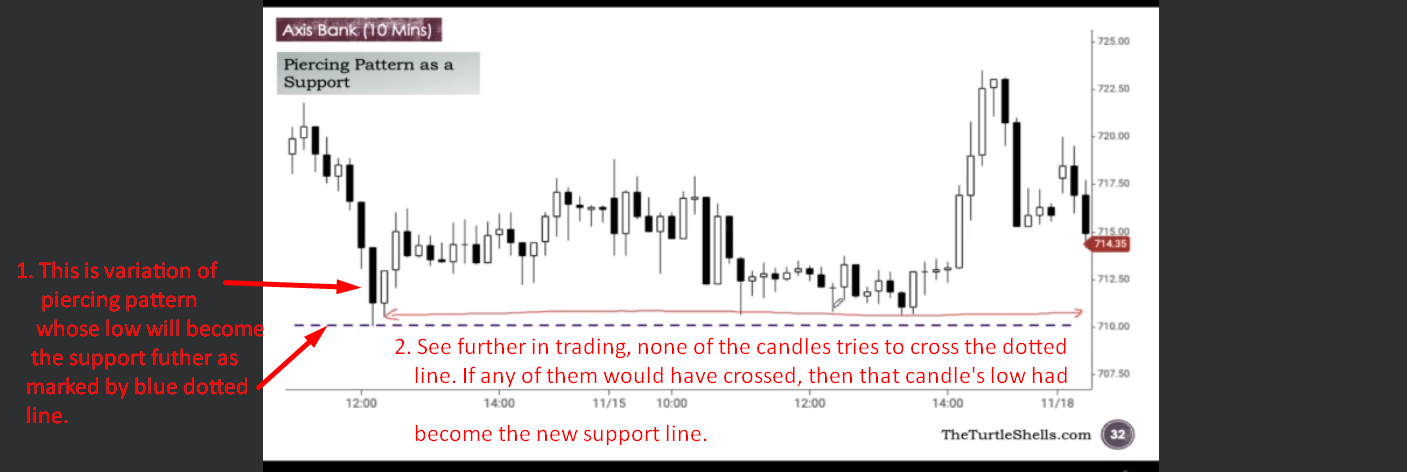 Axis Bank (10 Mins)
Piercing Pattern as a
Support
725.00
722.50
720.00
717.50
715.00
714.35
712.50
710.00
707.50
1. This is variation of
piercing pattern
whose low will become
the support futher as
marked by blue dotted
line.
2. See further in trading, none of the candles tries to cross the dotted
line. If any of them would have crossed, then that candle's low had
become the new support line.
12:00
14:00
11/15
10:00
12:00
14:00
11/18
TheTurtleShells.com
32